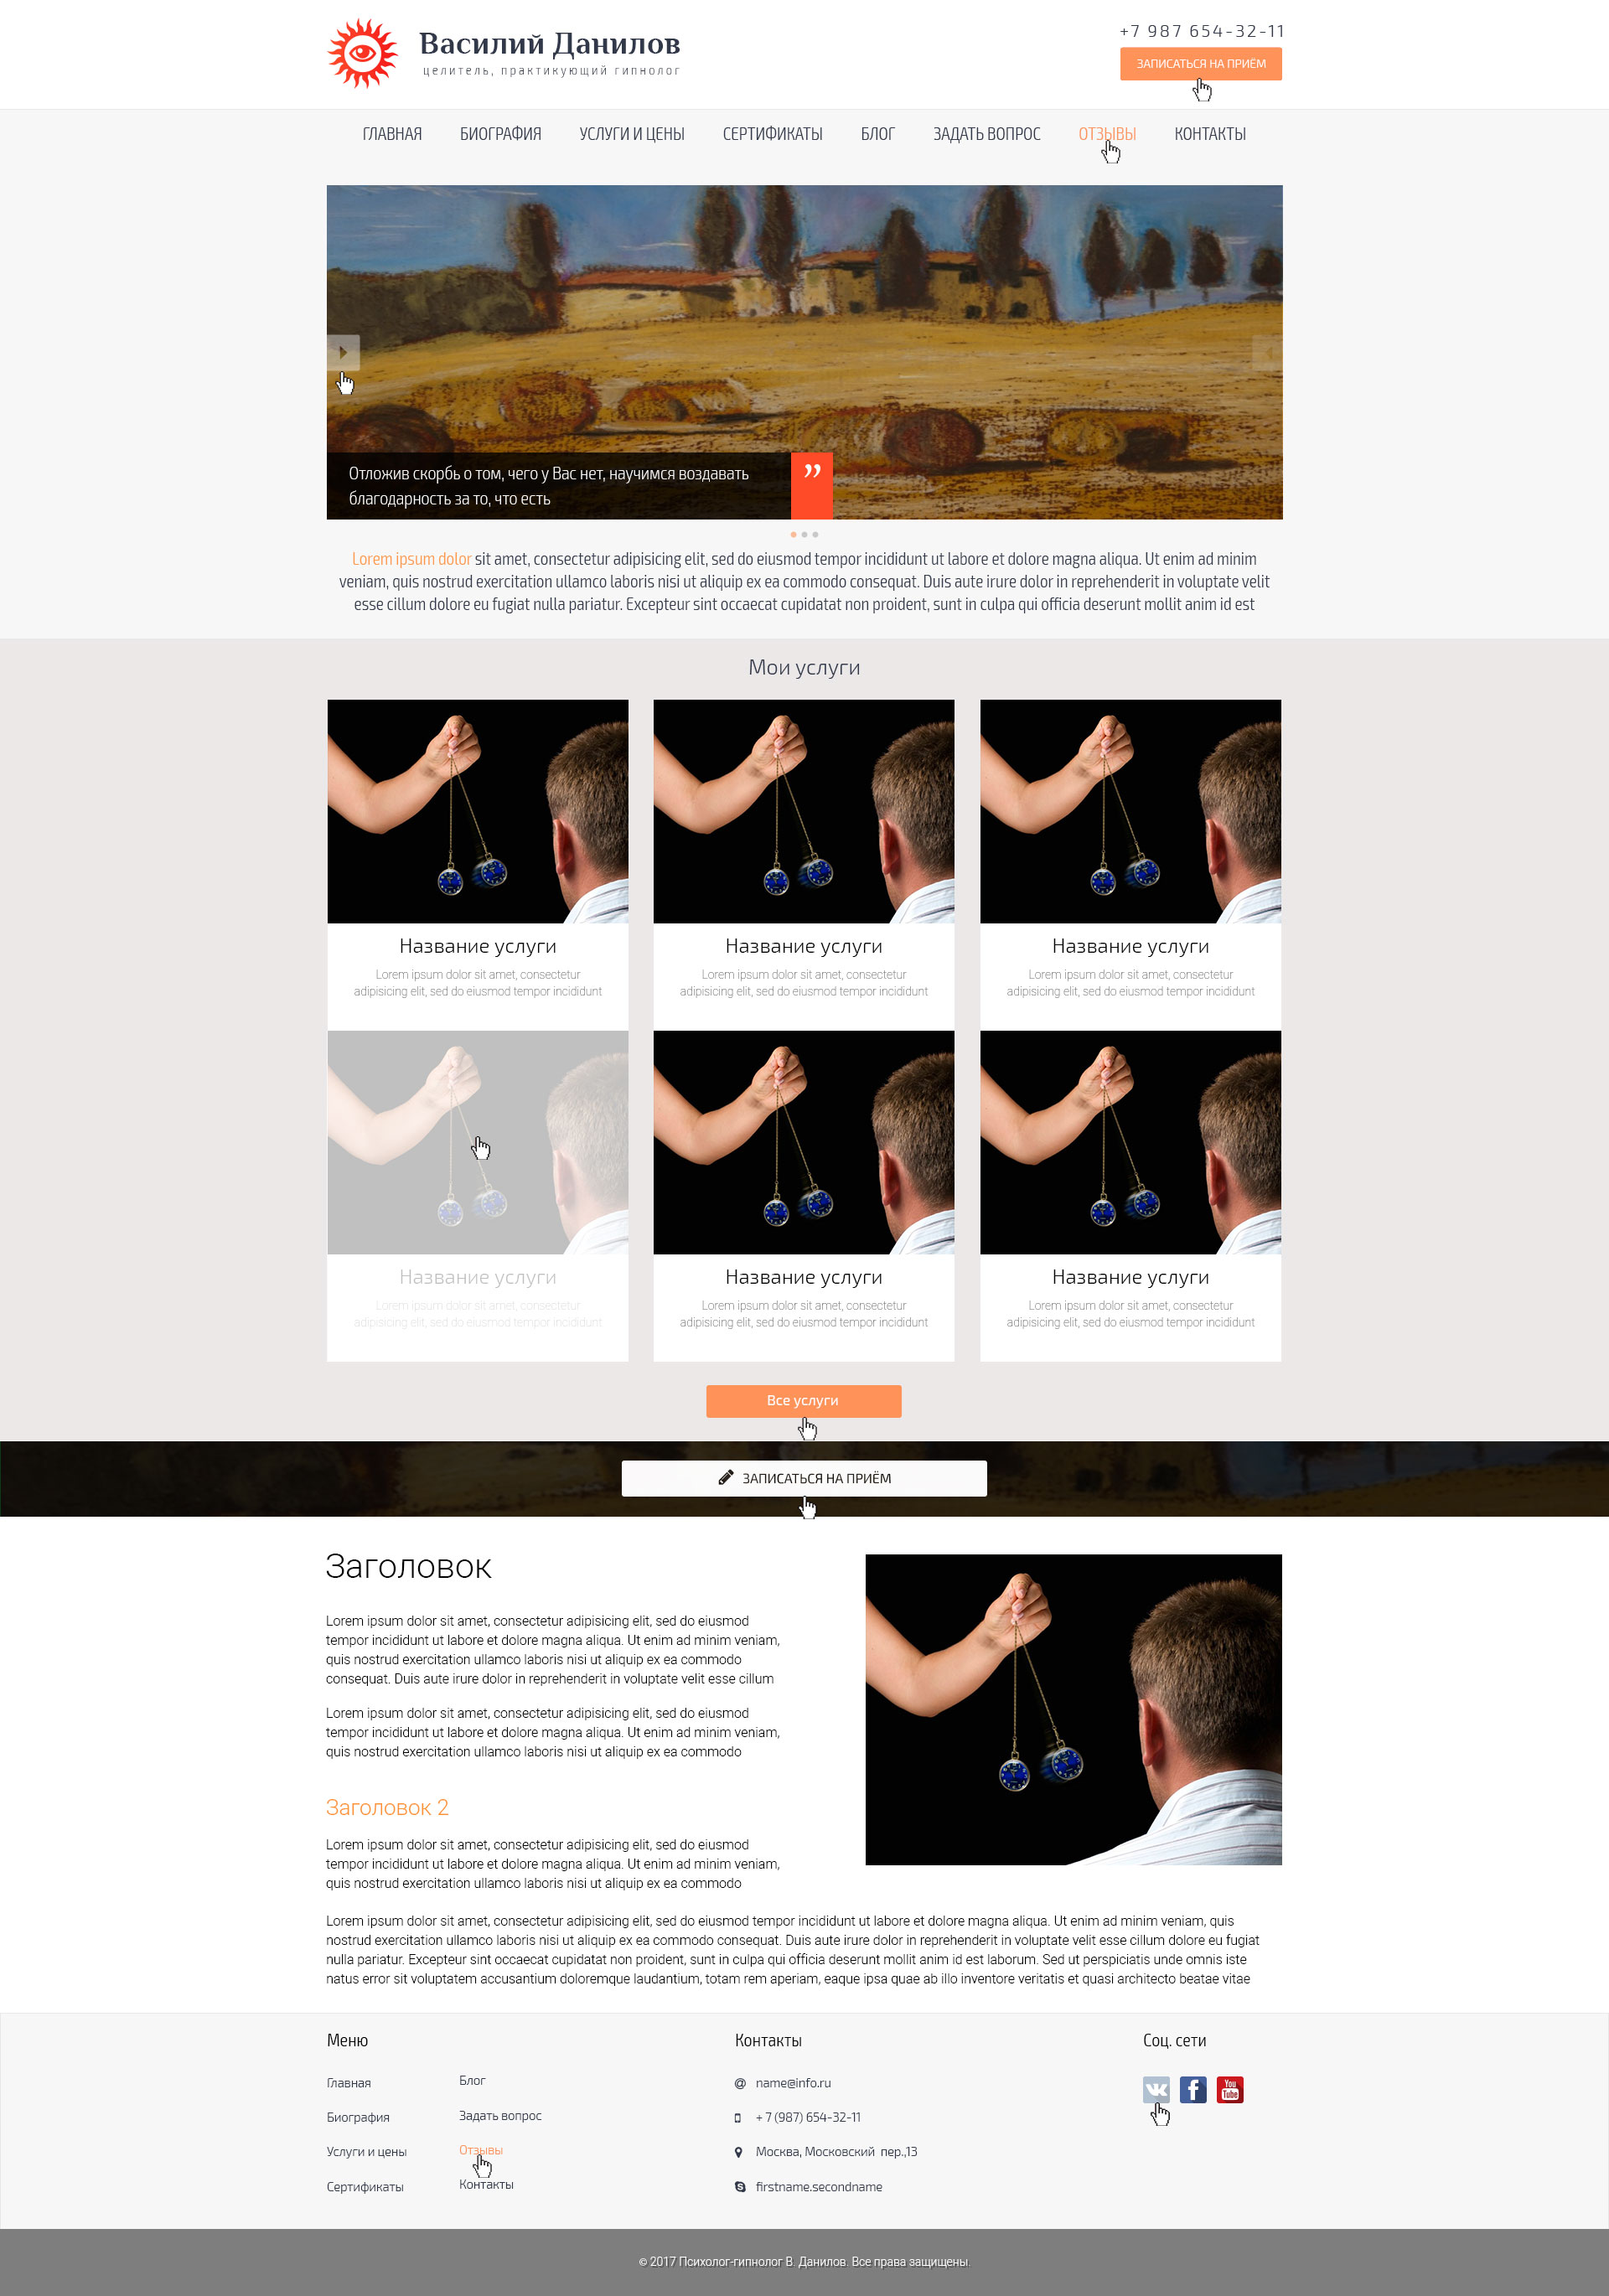 Василий Данилов
целитель, практикующий гипнолог
+7 987 654-32-11
ЗАПИСАТЬСЯ НА ПРИЁМ
ГЛАВНАЯ БИОГРАФИЯ УСЛУГИ И ЦЕНЫ СЕРТИФИКАТЫ БЛОГ ЗАДАТЬ ВОПРОС ОТЗЫВЫ КОНТАКТЫ
Отложив скорбь о том, чего у Вас нет, научимся воздавать
благодарность за то, что есть
”
Lorem ipsum dolor sit amet, consectetur adipisicing elit, sed do eiusmod tempor incididunt ut labore et dolore magna aliqua. Ut enim ad minim
veniam, quis nostrud exercitation ullamco laboris nisi ut aliquip ex ea commodo consequat. Duis aute irure dolor in reprehenderit in voluptate velit
esse cillum dolore eu fugiat nulla pariatur. Excepteur sint occaecat cupidatat non proident, sunt in culpa qui officia deserunt mollit anim id est
Мои услуги
Название услуги
Lorem ipsum dolor sit amet, consectetur
adipisicing elit, sed do eiusmod tempor incididunt
Название услуги
Lorem ipsum dolor sit amet, consectetur
adipisicing elit, sed do eiusmod tempor incididunt
Название услуги
Lorem ipsum dolor sit amet, consectetur
adipisicing elit, sed do eiusmod tempor incididunt
Название услуги
Lorem ipsum dolor sit amet, consectetur
adipisicing elit, sed do eiusmod tempor incididunt
Название услуги
Lorem ipsum dolor sit amet, consectetur
adipisicing elit, sed do eiusmod tempor incididunt
Название услуги
Lorem ipsum dolor sit amet, consectetur
adipisicing elit, sed do eiusmod tempor incididunt
Все услуги
ЗАПИСАТЬСЯ НА ПРИЁМ
Заголовок
Lorem ipsum dolor sit amet, consectetur adipisicing elit, sed do eiusmod
tempor incididunt ut labore et dolore magna aliqua. Ut enim ad minim veniam,
quis nostrud exercitation ullamco laboris nisi ut aliquip ex ea commodo
consequat. Duis aute irure dolor in reprehenderit in voluptate velit esse cillum
Lorem ipsum dolor sit amet, consectetur adipisicing elit, sed do eiusmod
tempor incididunt ut labore et dolore magna aliqua. Ut enim ad minim veniam,
quis nostrud exercitation ullamco laboris nisi ut aliquip ex ea commodo
Заголовок 2
Lorem ipsum dolor sit amet, consectetur adipisicing elit, sed do eiusmod
tempor incididunt ut labore et dolore magna aliqua. Ut enim ad minim veniam,
quis nostrud exercitation ullamco laboris nisi ut aliquip ex ea commodo
Lorem ipsum dolor sit amet, consectetur adipisicing elit, sed do eiusmod tempor incididunt ut labore et dolore magna aliqua. Ut enim ad minim veniam, quis
nostrud exercitation ullamco laboris nisi ut aliquip ex ea commodo consequat. Duis aute irure dolor in reprehenderit in voluptate velit esse cillum dolore eu fugiat
nulla pariatur. Excepteur sint occaecat cupidatat non proident, sunt in culpa qui officia deserunt mollit anim id est laborum. Sed ut perspiciatis unde omnis iste
natus error sit voluptatem accusantium doloremque laudantium, totam rem aperiam, eaque ipsa quae ab illo inventore veritatis et quasi architecto beatae vitae
Меню
Главная
Биография
Услуги и цены
Сертификаты
Блог
Задать вопрос
Отзывы
Контакты
Контакты
name@info.ru
+ 7 (987) 654-32-11
Москва, Московский пер.,13
firstname.secondname
Соц. сети
You
Tube
© 2017 Психолог-гипнолог В. Данилов. Все права защищены.